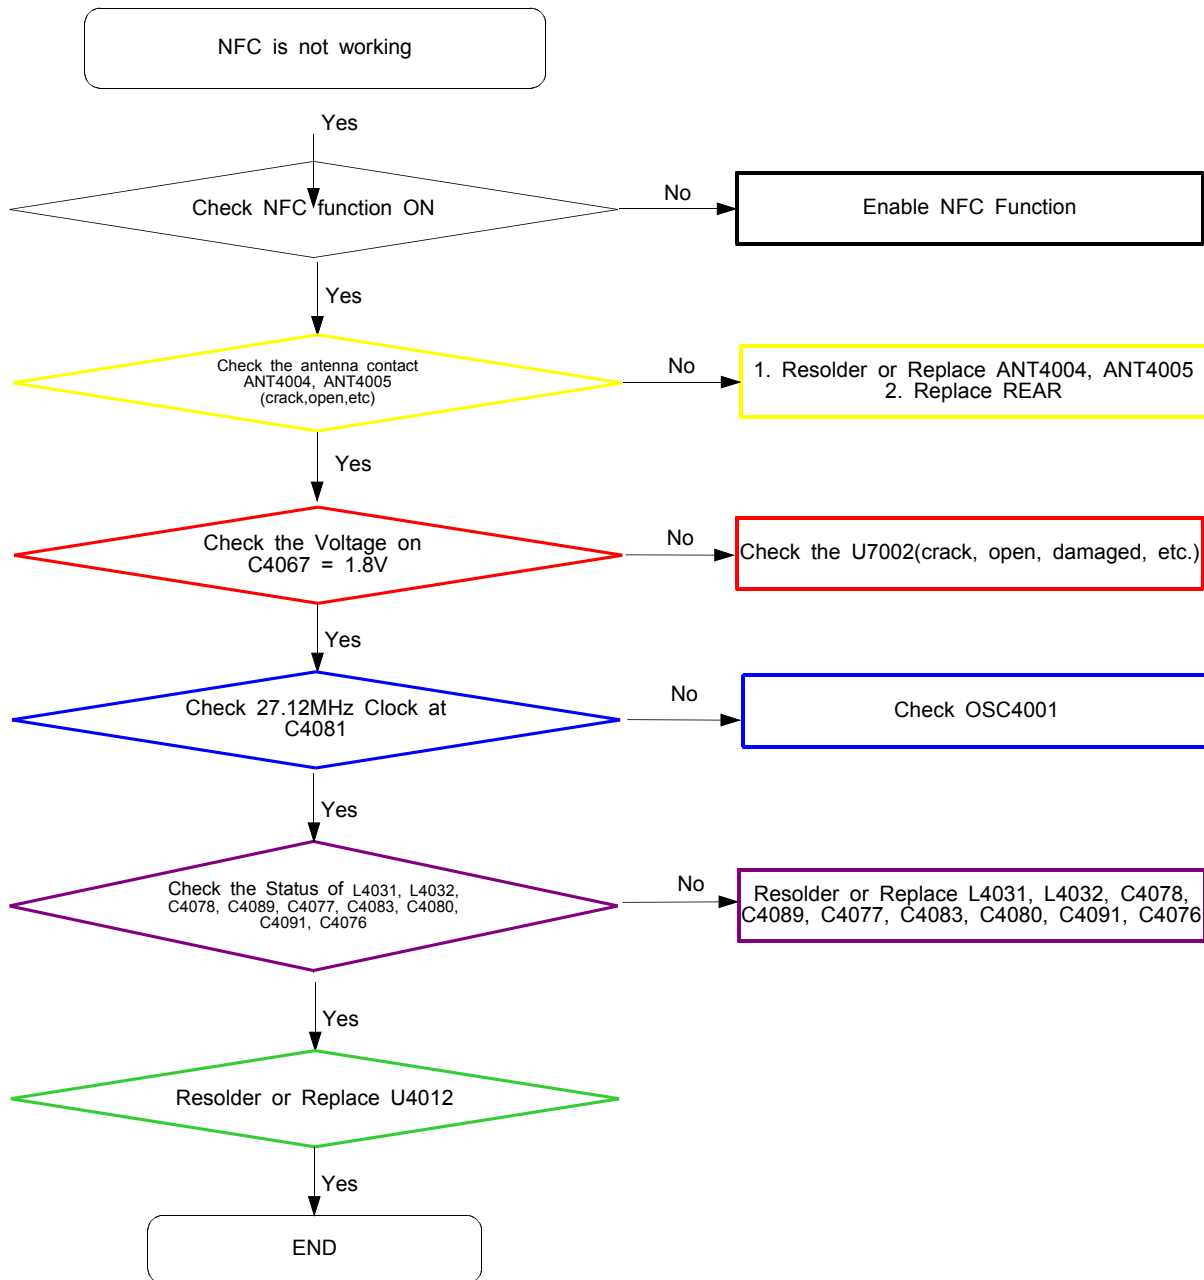 NFC is not working
Yes
Check NFC function ON
No
Enable NFC Function
Yes
Check the antenna contact
ANT4004, ANT4005
(crack,open,etc)
No
1. Resolder or Replace ANT4004, ANT4005
2. Replace REAR
Yes
Check the Voltage on
C4067 = 1.8V
No
Check the U7002(crack, open, damaged, etc.)
Yes
Check 27.12MHz Clock at
C4081
No
Check OSC4001
Yes
Check the Status of L4031, L4032,
C4078, C4089, C4077, C4083, C4080,
C4091, C4076
No
Resolder or Replace L4031, L4032, C4078,
C4089, C4077, C4083, C4080, C4091, C4076
Yes
Resolder or Replace U4012
Yes
END